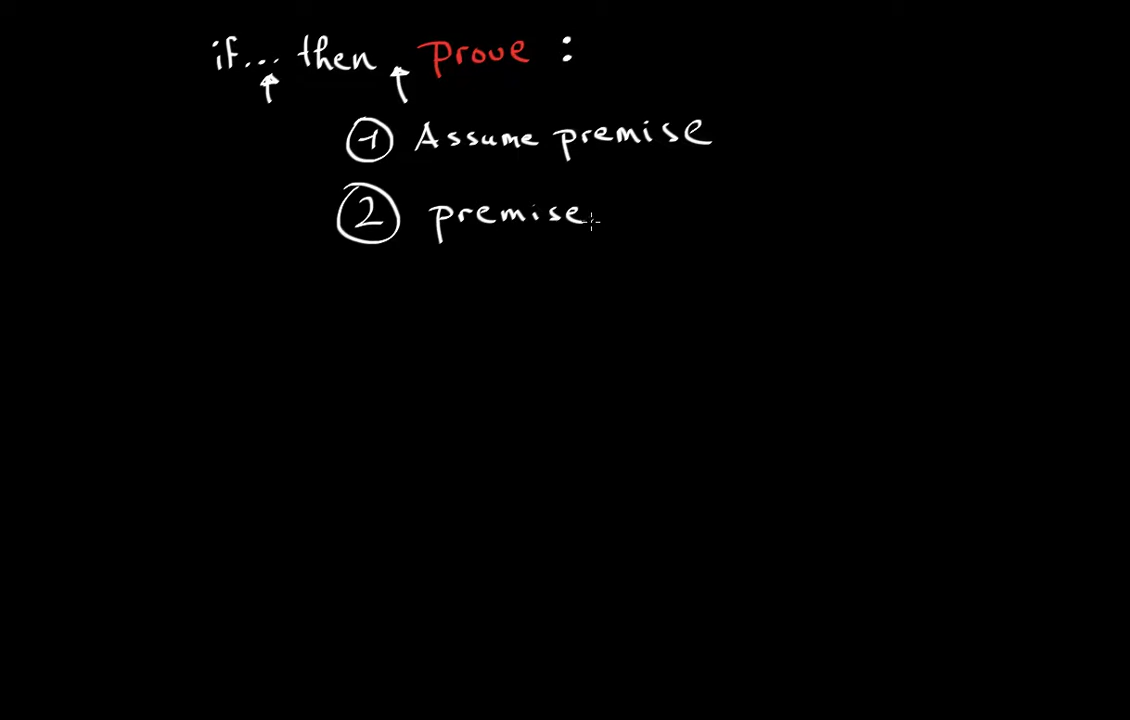 if... then prove :
1 Assume premise
2 premise